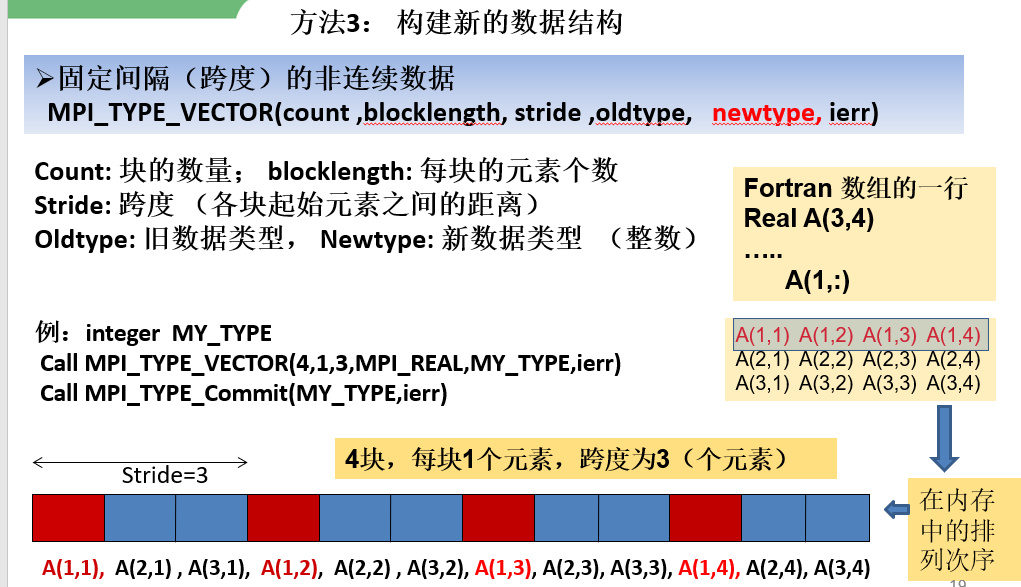 方法3： 构建新的数据结构
➢固定间隔（跨度）的非连续数据
MPI_TYPE_VECTOR(count ,blocklength, stride ,oldtype, newtype, ierr)
Count: 块的数量； blocklength: 每块的元素个数
Stride: 跨度 （各块起始元素之间的距离）
Oldtype: 旧数据类型， Newtype: 新数据类型 （整数）
Fortran 数组的一行
Real A(3,4)
…..
A(1,:)
例：integer MY_TYPE
Call MPI_TYPE_VECTOR(4,1,3,MPI_REAL,MY_TYPE,ierr)
Call MPI_TYPE_Commit(MY_TYPE,ierr)
A(1,1) A(1,2) A(1,3) A(1,4)
A(2,1) A(2,2) A(2,3) A(2,4)
A(3,1) A(3,2) A(3,3) A(3,4)
4块，每块1个元素，跨度为3（个元素）
Stride=3
在内存
中的排
列次序
A(1,1), A(2,1) , A(3,1), A(1,2), A(2,2) , A(3,2), A(1,3), A(2,3), A(3,3), A(1,4), A(2,4), A(3,4)
19